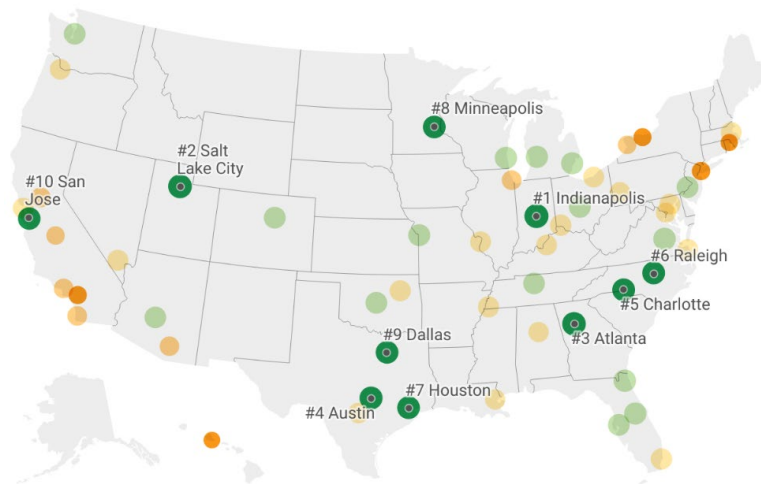 #8 Minneapolis
#2 Salt
Lake City
#10 San
Jose
#1 Indianapolis
#6 Raleigh
#5 Charlotte
#3 Atlanta
#9 Dallas
#7 Houston
#4 Austin